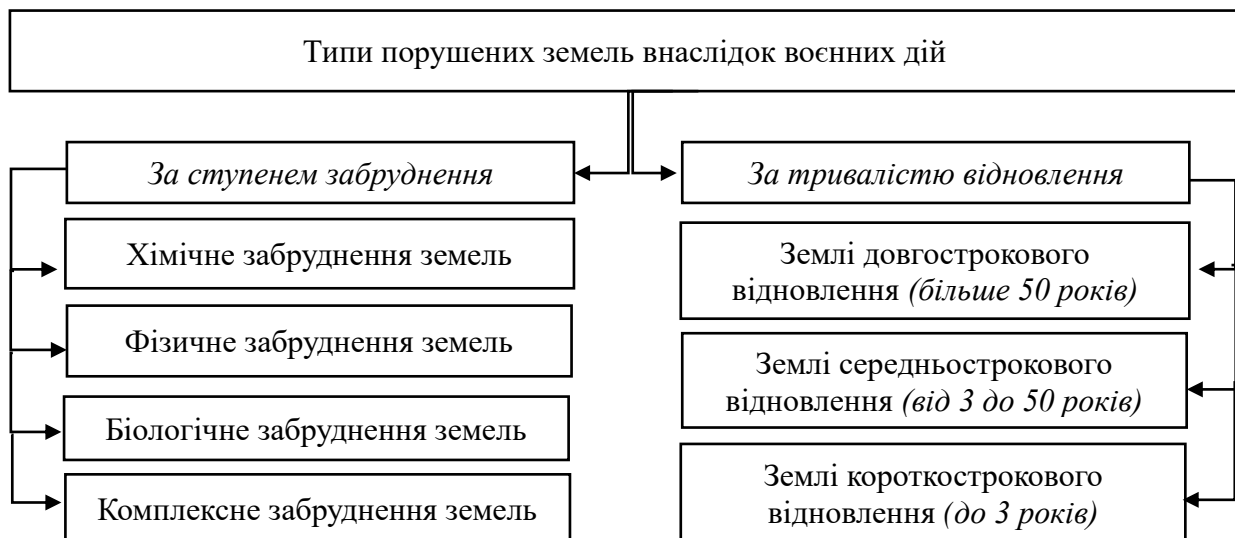 Типи порушених земель внаслідок воєнних дій
За ступенем забруднення
Хімічне забруднення земель
Фізичне забруднення земель
Біологічне забруднення земель
Комплексне забруднення земель
За тривалістю відновлення
Землі довгострокового
відновлення (більше 50 років)
Землі середньострокового
відновлення (від 3 до 50 років)
Землі короткострокового
відновлення (до 3 років)